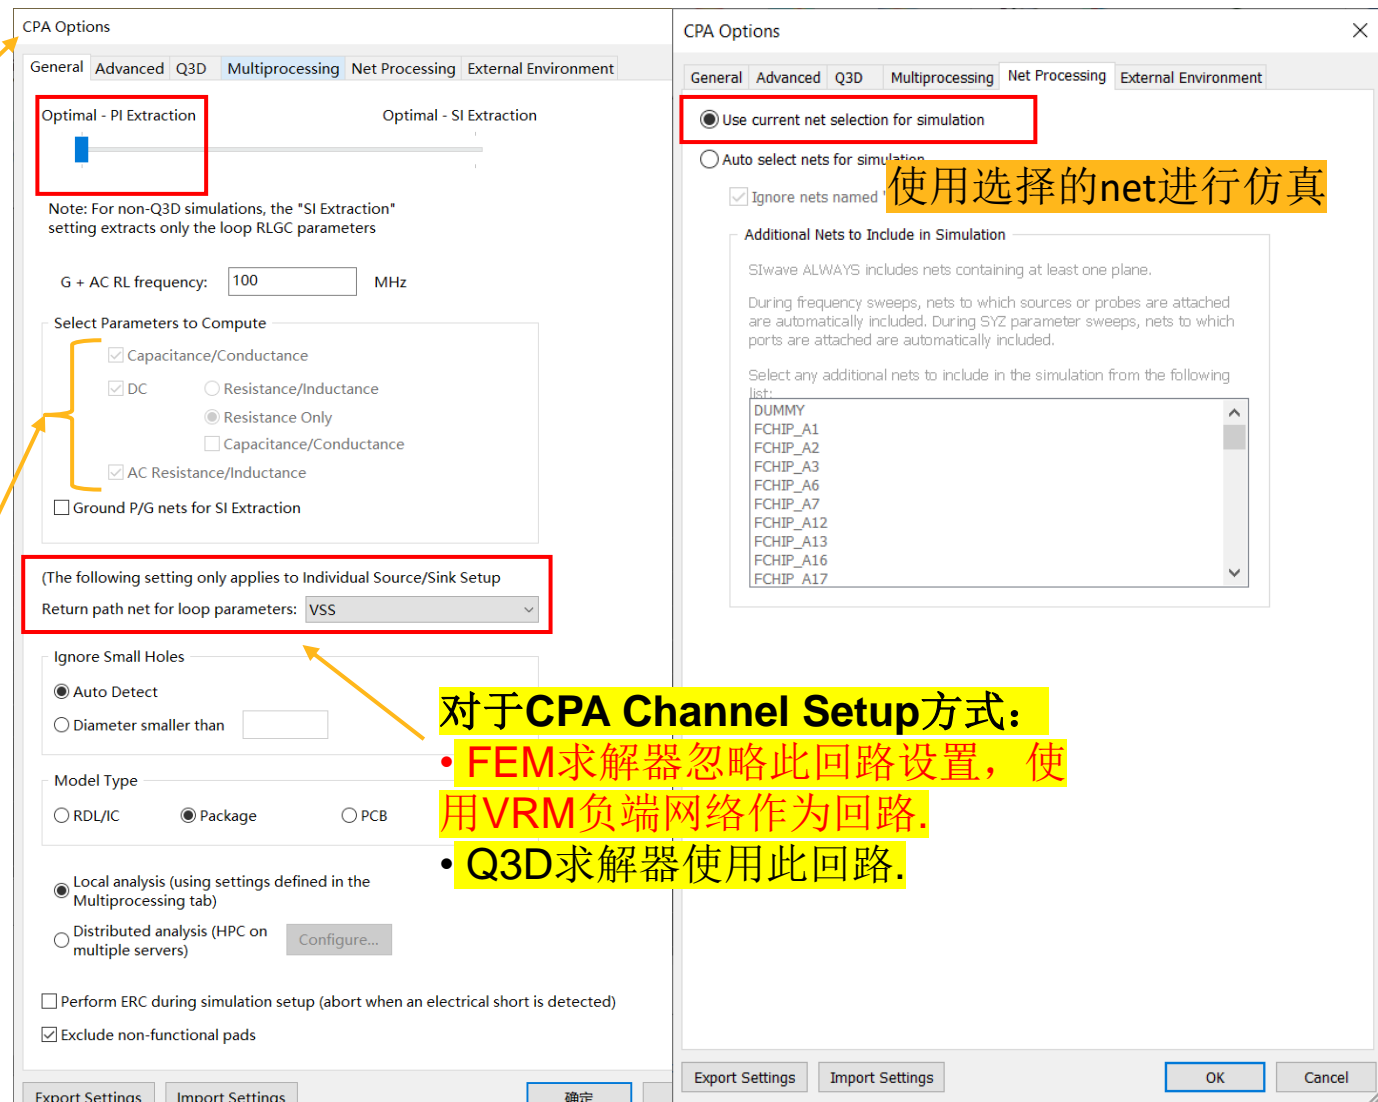 CPA Options
General Advanced Q3D Multiprocessing Net Processing External Environment
Optimal - PI Extraction Optimal - SI Extraction
Note: For non-Q3D simulations, the "SI Extraction"
setting extracts only the loop RLGC parameters
G + AC RL frequency: 100 MHz
Select Parameters to Compute
Capacitance/Conductance
DC Resistance/Inductance
Resistance Only
Capacitance/Conductance
AC Resistance/Inductance
Ground P/G nets for SI Extraction
(The following setting only applies to Individual Source/Sink Setup
Return path net for loop parameters: VSS
Ignore Small Holes
Auto Detect
Diameter smaller than
Model Type
RDL/IC Package PCB
Local analysis (using settings defined in the
Multiprocessing tab)
Distributed analysis (HPC on
multiple servers) Configure...
Perform ERC during simulation setup (abort when an electrical short is detected)
Exclude non-functional pads
Export Settings Import Settings 确定
CPA Options
General Advanced Q3D Multiprocessing Net Processing External Environment
Use current net selection for simulation
Auto select nets for simulation
使用选择的net进行仿真
Ignore nets named
Additional Nets to Include in Simulation
SIwave ALWAYS includes nets containing at least one plane.
During frequency sweeps, nets to which sources or probes are attached
are automatically included. During SYZ parameter sweeps, nets to which
ports are attached are automatically included.
Select any additional nets to include in the simulation from the following
list:
DUMMY
FCHIP_A1
FCHIP_A2
FCHIP_A3
FCHIP_A6
FCHIP_A7
FCHIP_A12
FCHIP_A13
FCHIP_A16
FCHIP_A17
对于CPA Channel Setup方式：
• FEM求解器忽略此回路设置，使
用VRM负端网络作为回路.
• Q3D求解器使用此回路.
Export Settings Import Settings OK Cancel